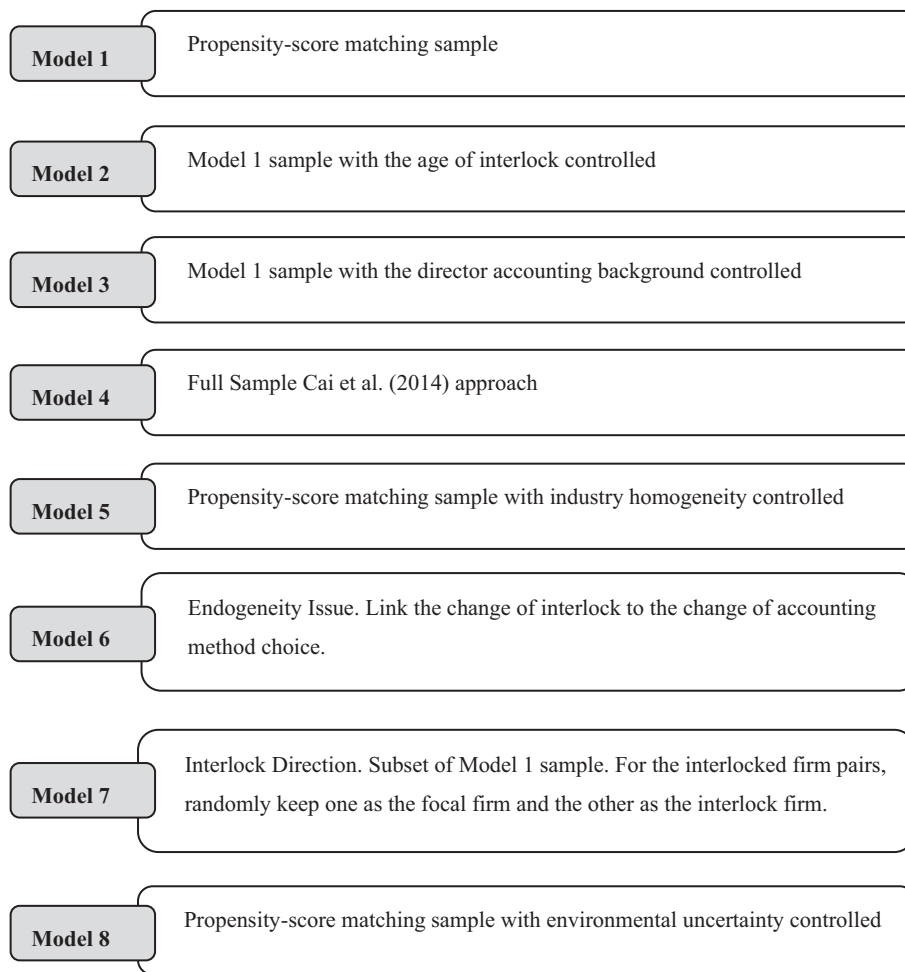 Model 1
Propensity-score matching sample
Model 2
Model 1 sample with the age of interlock controlled
Model 3
Model 1 sample with the director accounting background controlled
Model 4
Full Sample Cai et al. (2014) approach
Model 5
Propensity-score matching sample with industry homogeneity controlled
Model 6
Endogeneity Issue. Link the change of interlock to the change of accounting
method choice.
Model 7
Interlock Direction. Subset of Model 1 sample. For the interlocked firm pairs,
randomly keep one as the focal firm and the other as the interlock firm.
Model 8
Propensity-score matching sample with environmental uncertainty controlled